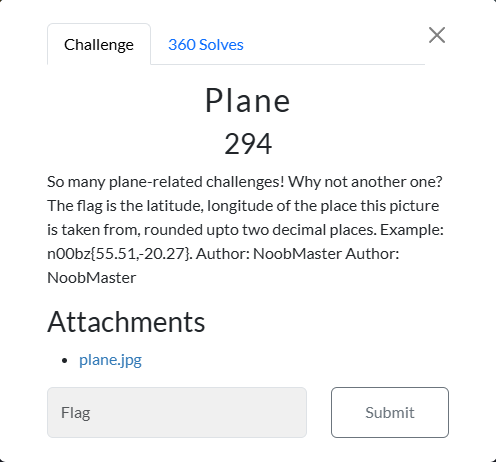 Challenge
360 Solves
Plane
294
So many plane-related challenges! Why not another one?
The flag is the latitude, longitude of the place this picture
is taken from, rounded upto two decimal places. Example:
n00bz{55.51,-20.27}. Author: NoobMaster Author:
NoobMaster
Attachments
plane.jpg
Flag
Submit